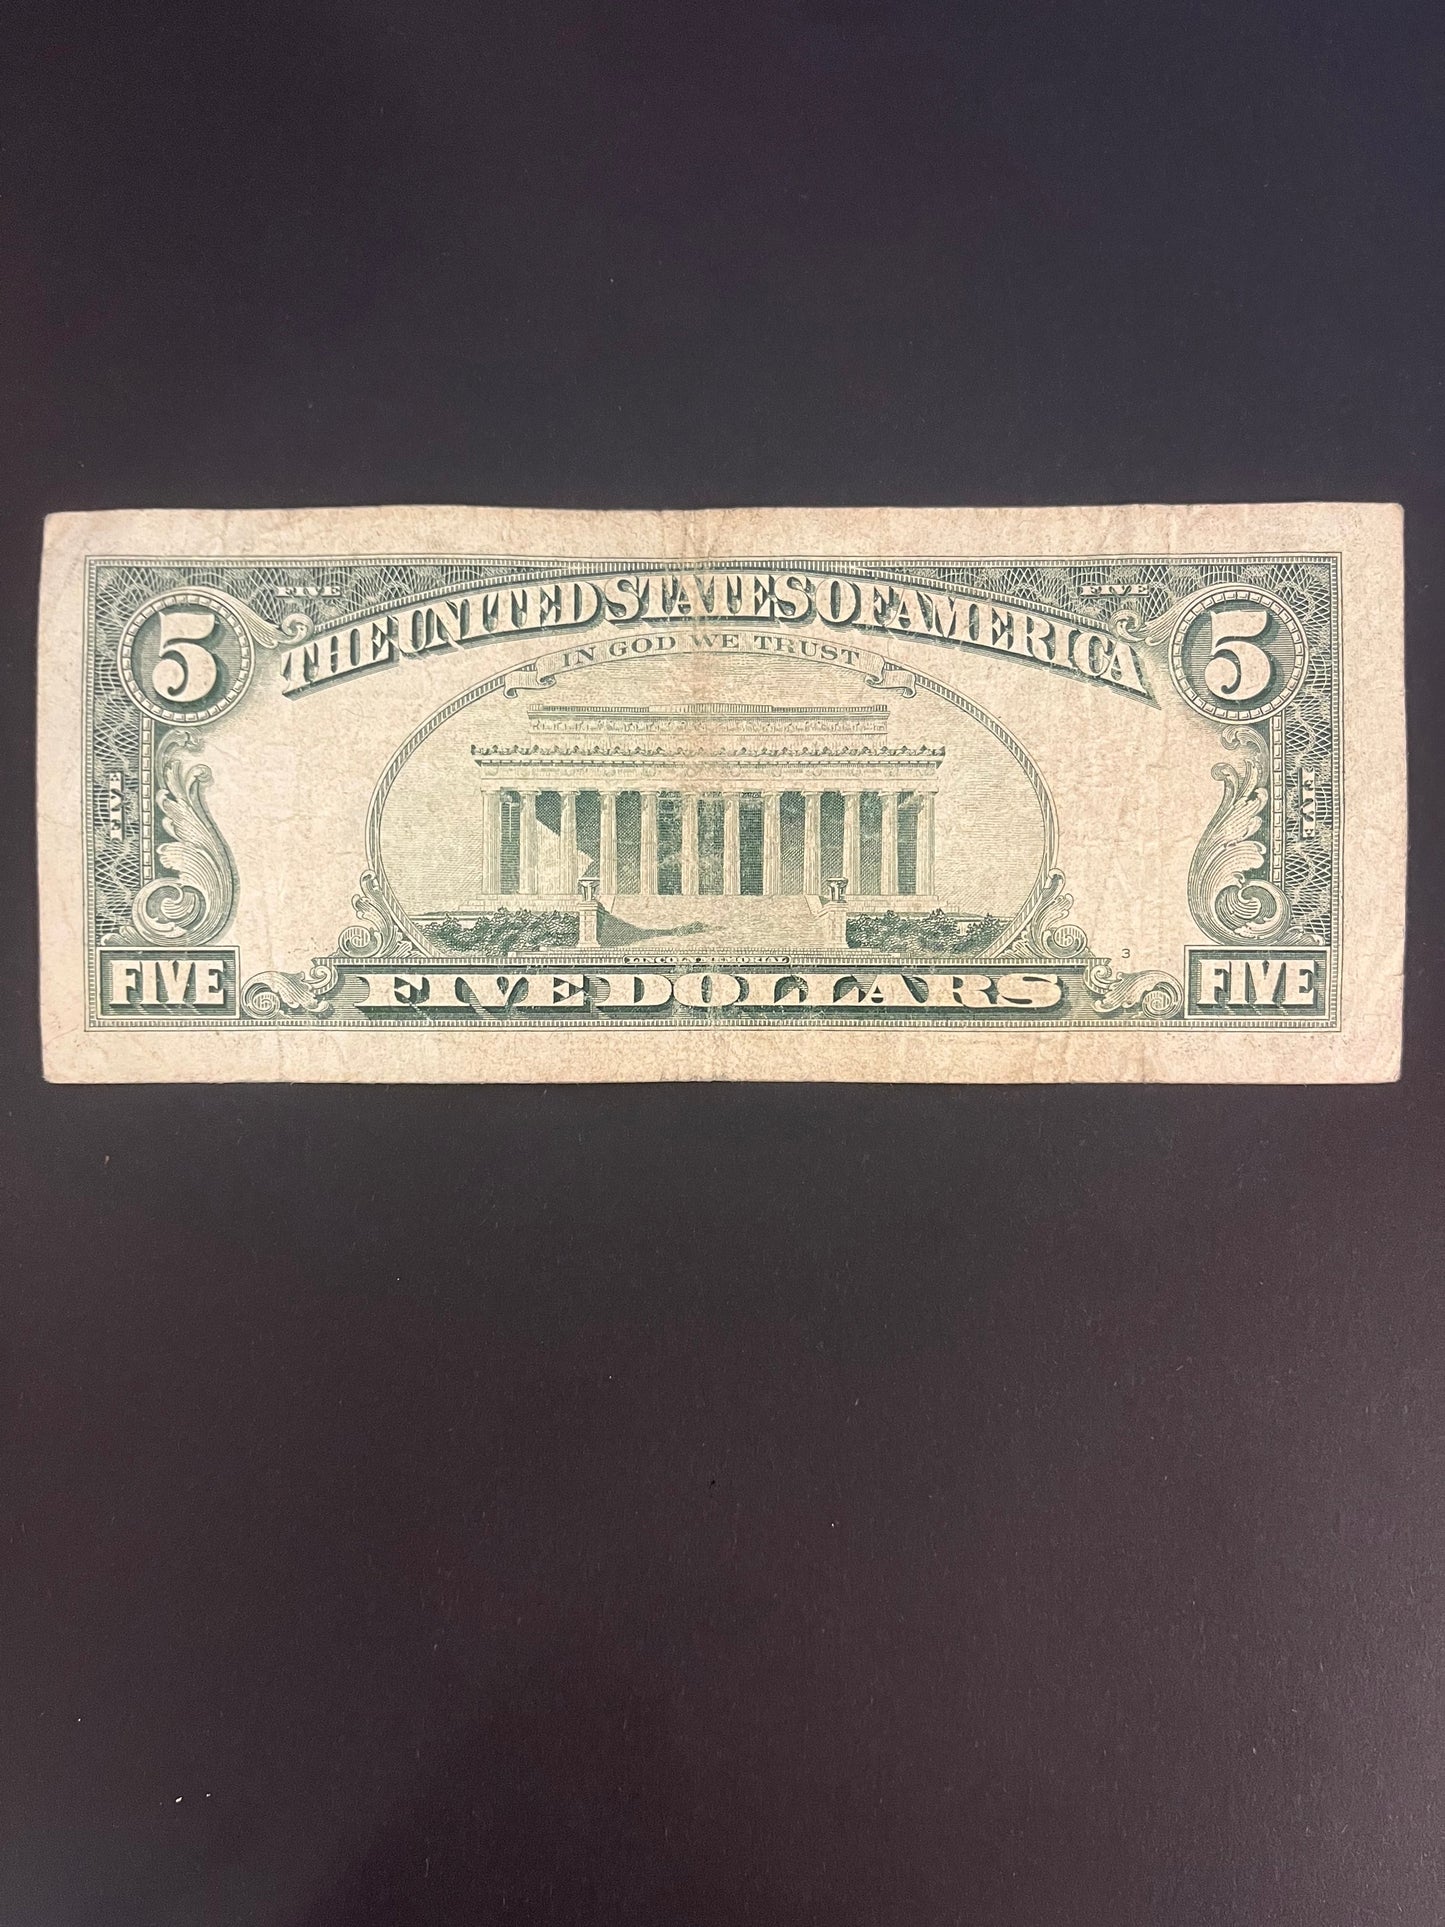 FIVE FIVE
5 THE UNITED STATES OF AMERICA 5
IN GOD WE TRUST
FIVE FIVE
LINCOLN MEMORIAL
3
FIVE FIVE DOLLARS FIVE